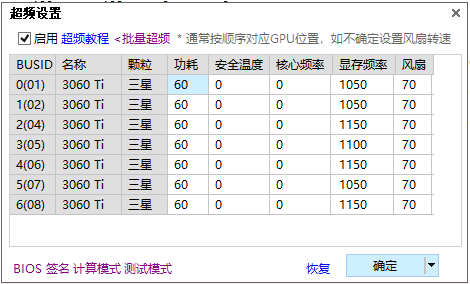 超频设置
启用 超频教程 <批量超频 * 通常按顺序对应GPU位置，如不确定设置风扇转速
BUSID 名称 颗粒 功耗 安全温度 核心频率 显存频率 风扇
0(01) 3060 Ti 三星 60 0 0 1050 70
1(02) 3060 Ti 三星 60 0 0 1050 70
2(04) 3060 Ti 三星 60 0 0 1150 70
3(05) 3060 Ti 三星 60 0 0 1100 70
4(06) 3060 Ti 三星 60 0 0 1150 70
5(07) 3060 Ti 三星 60 0 0 1050 70
6(08) 3060 Ti 三星 60 0 0 1150 70
BIOS 签名 计算模式 测试模式 恢复 确定